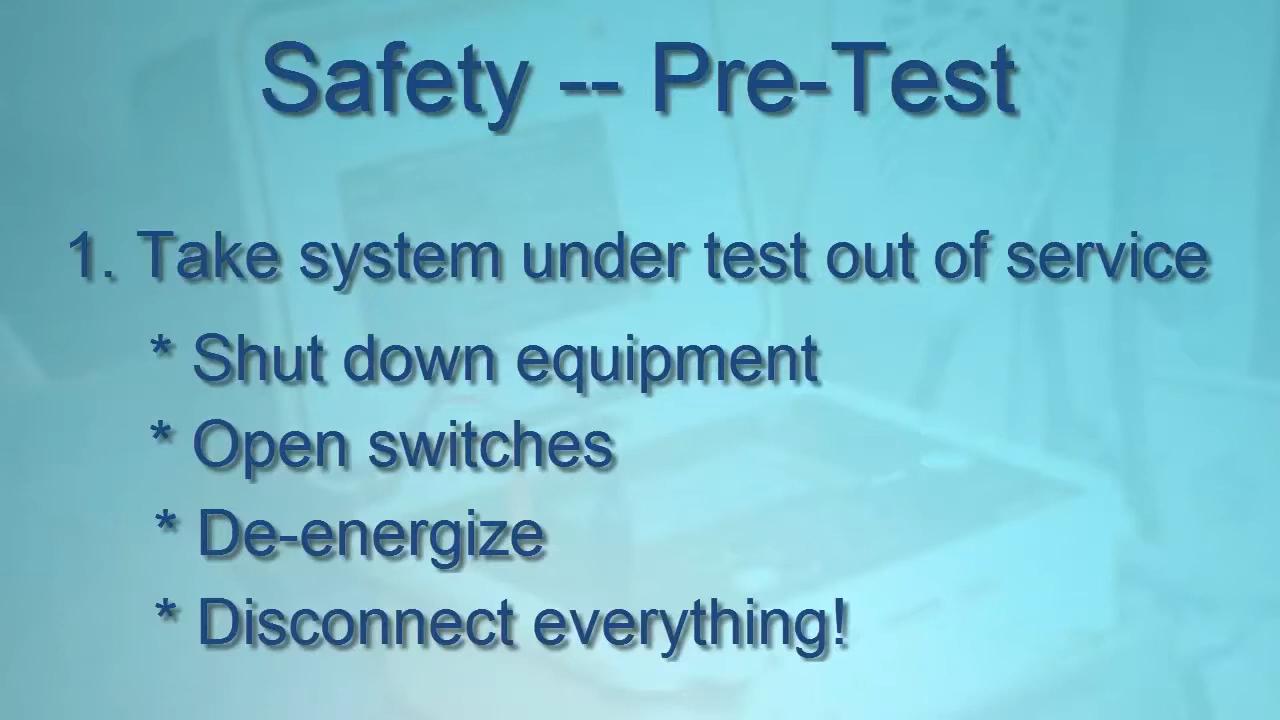 Safety -- Pre-Test
1. Take system under test out of service
* Shut down equipment
* Open switches
* De-energize
* Disconnect everything!